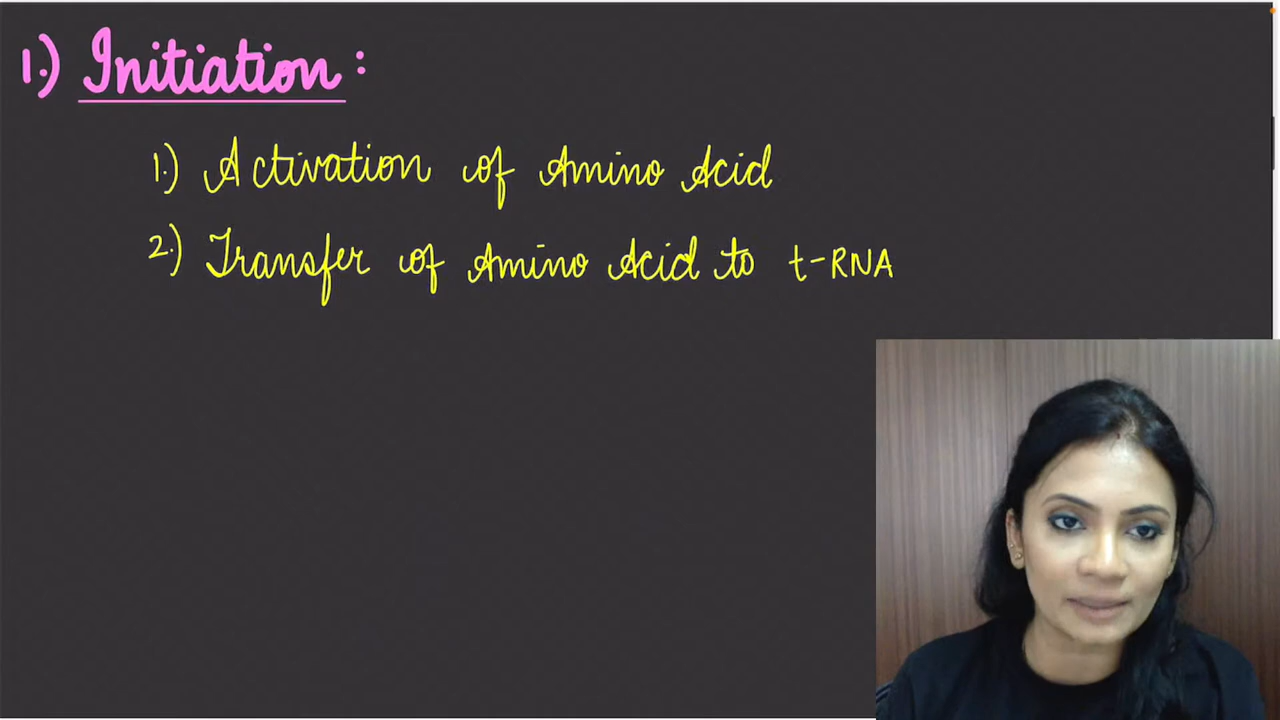 1.) Initiation :
1.) Activation of Amino Acid
2.) Transfer of Amino Acid to t-RNA